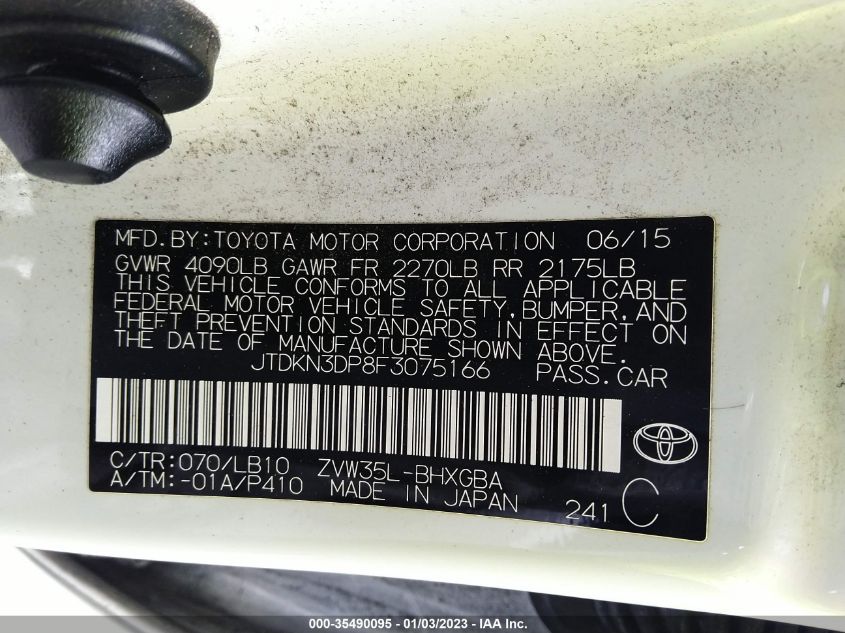 MFD.BY:TOYOTA MOTOR CORPORATION 06/15
GVWR 4090LB GAWR FR 2270LB RR 2175LB
THIS VEHICLE CONFORMS TO ALL APPLICABLE
FEDERAL MOTOR VEHICLE SAFETY, BUMPER, AND
THEFT PREVENTION STANDARDS IN EFFECT ON
THE DATE OF MANUFACTURE SHOWN ABOVE.
JTDKN3DP8F3075166 PASS.CAR
C/TR:070/LB10 ZVW35L-BHXGBA
A/TM:-01A/P410 MADE IN JAPAN 241 C
000-35490095 - 01/03/2023 - IAA Inc.